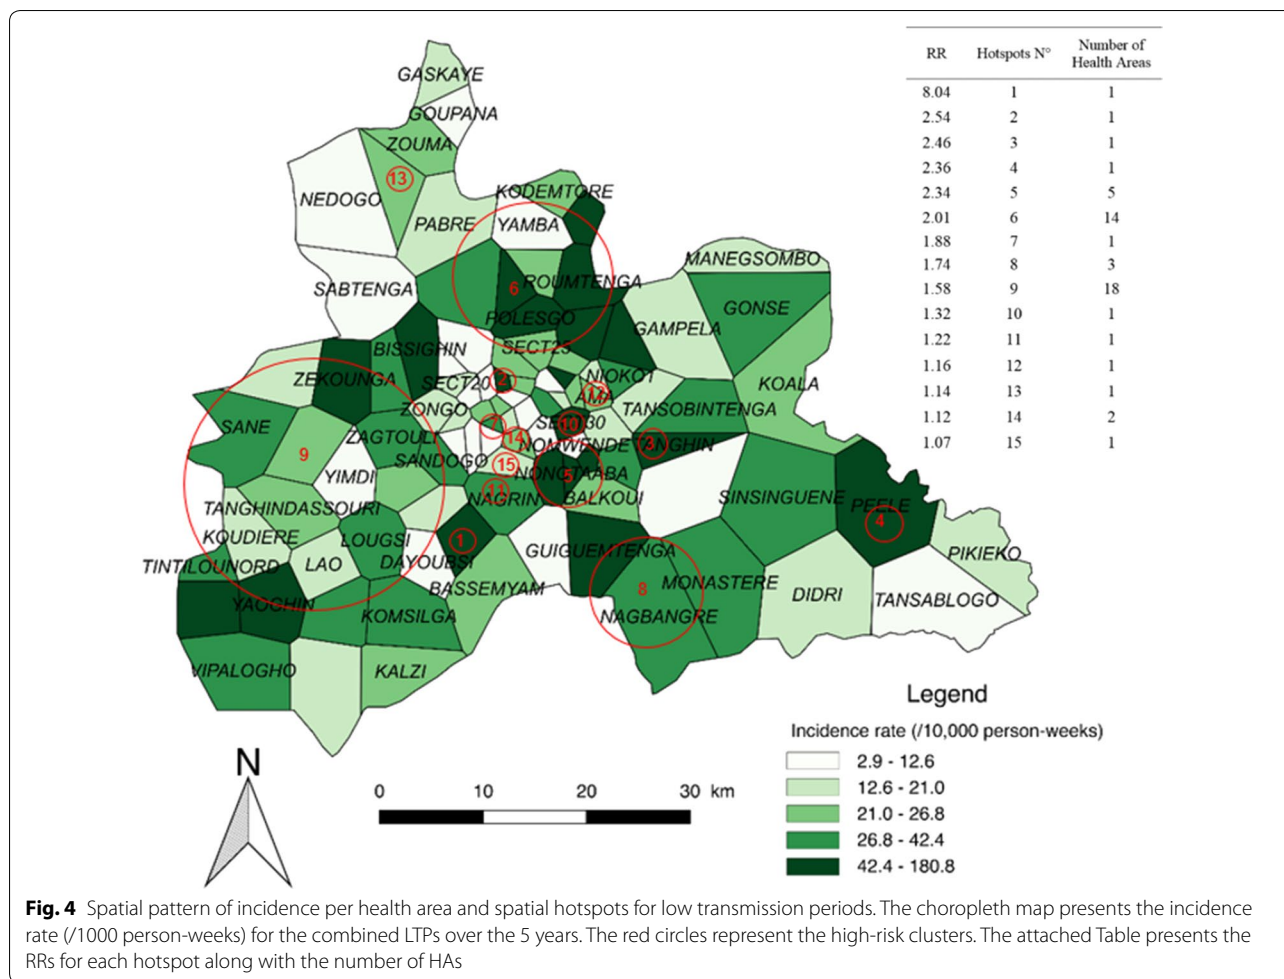 RR Hotspots N° Number of
Health Areas
8.04 1 1
2.54 2 1
2.46 3 1
2.36 4 1
2.34 5 5
2.01 6 14
1.88 7 1
1.74 8 3
1.58 9 18
1.32 10 1
1.22 11 1
1.16 12 1
1.14 13 1
1.12 14 2
1.07 15 1
GASKAYE
GOUPANA
ZOUMA
13
NEDOGO
KODEMTORE
PABRE
YAMBA
MANEGSOMBO
SABTENGA
6
ROUMTENGA
GONSE
POLESGO
GAMPELA
BISSIGHIN
SECT23
ZEKOUNGA
SECT20
2
NIOKO1
KOALA
AMA
12
ZONGO
TANSOBINTENGA
SANE
7
10
ZAGTOULI
14
NOMWENDE
3
TANGHIN
9
SANDOGO
15
YIMDI
NONGTAABA
5
11
NAGRIN
BALKOUI
SINSINGUENE
PEELE
4
TANGHINDASSOURI
KOUDIERE
LOUGSI
1
GUIGUEMTENGA
PIKIEKO
TINTILOUNORD
LAO
DAYOUBSI
BASSEMYAM
8
MONASTERE
DIDRI
TANSABLOGO
YAOGHIN
KOMSILGA
NAGBANGRE
VIPALOGHO
KALZI
Legend
Incidence rate (/10,000 person-weeks)
2.9 - 12.6
12.6 - 21.0
21.0 - 26.8
26.8 - 42.4
42.4 - 180.8
N
0 10 20 30 km
Fig. 4 Spatial pattern of incidence per health area and spatial hotspots for low transmission periods. The choropleth map presents the incidence
rate (/1000 person-weeks) for the combined LTPs over the 5 years. The red circles represent the high-risk clusters. The attached Table presents the
RRs for each hotspot along with the number of HAs